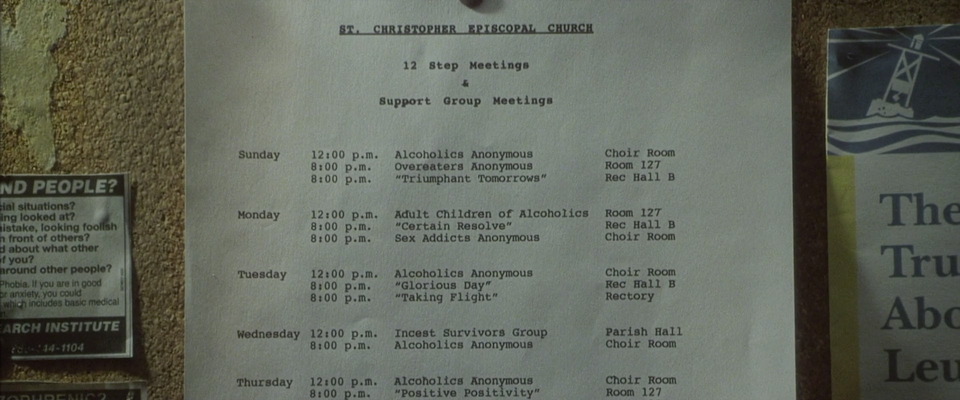 ST. CHRISTOPHER EPISCOPAL CHURCH
12 Step Meetings
&
Support Group Meetings
Sunday 12:00 p.m. Alcoholics Anonymous Choir Room
8:00 p.m. Overeaters Anonymous Room 127
8:00 p.m. "Triumphant Tomorrows" Rec Hall B
Monday 12:00 p.m. Adult Children of Alcoholics Room 127
8:00 p.m. "Certain Resolve" Rec Hall B
8:00 p.m. Sex Addicts Anonymous Choir Room
Tuesday 12:00 p.m. Alcoholics Anonymous Choir Room
8:00 p.m. "Glorious Day" Rec Hall B
8:00 p.m. "Taking Flight" Rectory
Wednesday 12:00 p.m. Incest Survivors Group Parish Hall
8:00 p.m. Alcoholics Anonymous Choir Room
Thursday 12:00 p.m. Alcoholics Anonymous Choir Room
8:00 p.m. "Positive Positivity" Room 127
ND PEOPLE?
cial situations?
ing looked at?
istake, looking foolish
n front of others?
d about what other
of you?
around other people?
Phobia. If you are in good
or anxiety, you could
which includes basic medical
ARCH INSTITUTE
44-1104
The
Tru
Abo
Leu